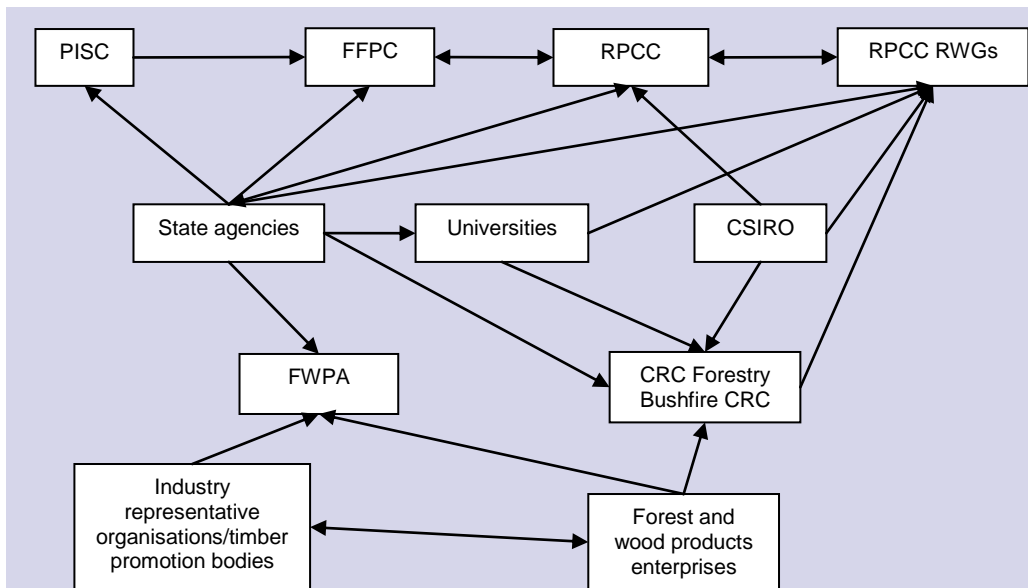 PISC
FFPC
RPCC
RPCC RWGs
State agencies
Universities
CSIRO
FWPA
CRC Forestry
Bushfire CRC
Industry
representative
organisations/timber
promotion bodies
Forest and
wood products
enterprises